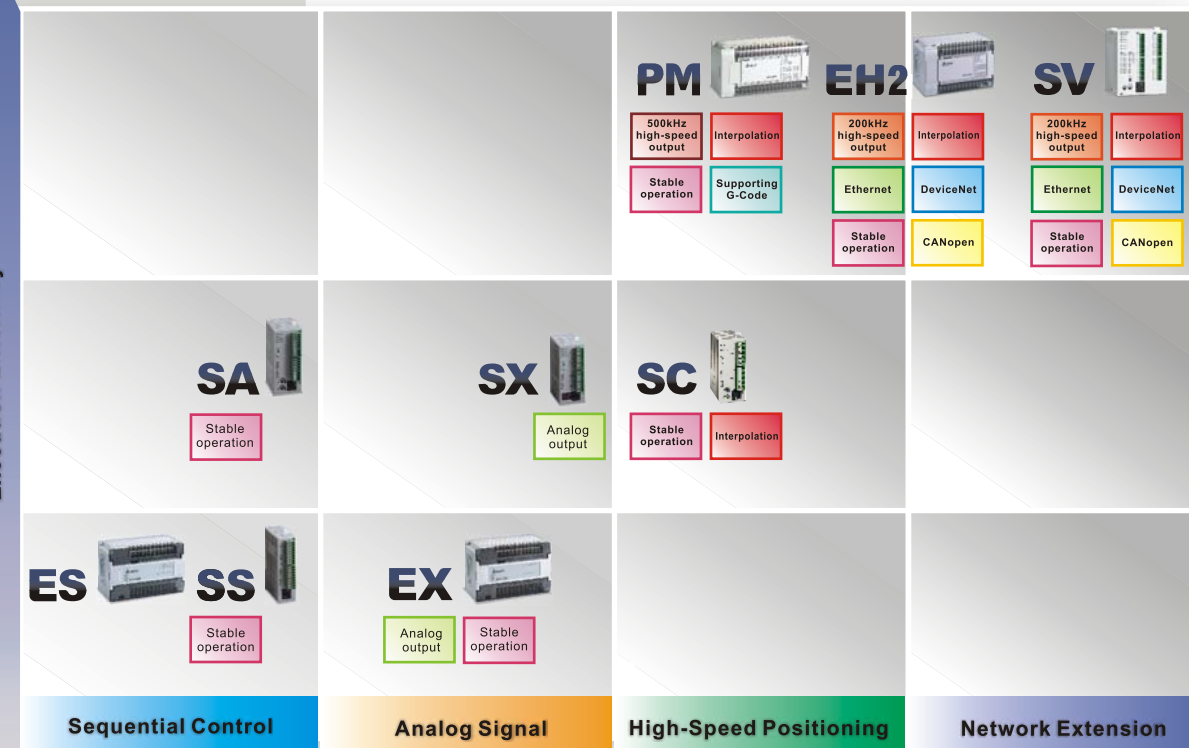 PM
EH2
SV
500kHz
high-speed
output
Interpolation
200kHz
high-speed
output
Interpolation
200kHz
high-speed
output
Interpolation
Stable
operation
Supporting
G-Code
Ethernet
DeviceNet
Ethernet
DeviceNet
Stable
operation
CANopen
Stable
operation
CANopen
SA
SX
SC
Stable
operation
Analog
output
Stable
operation
Interpolation
ES
SS
EX
Stable
operation
Analog
output
Stable
operation
Sequential Control
Analog Signal
High-Speed Positioning
Network Extension